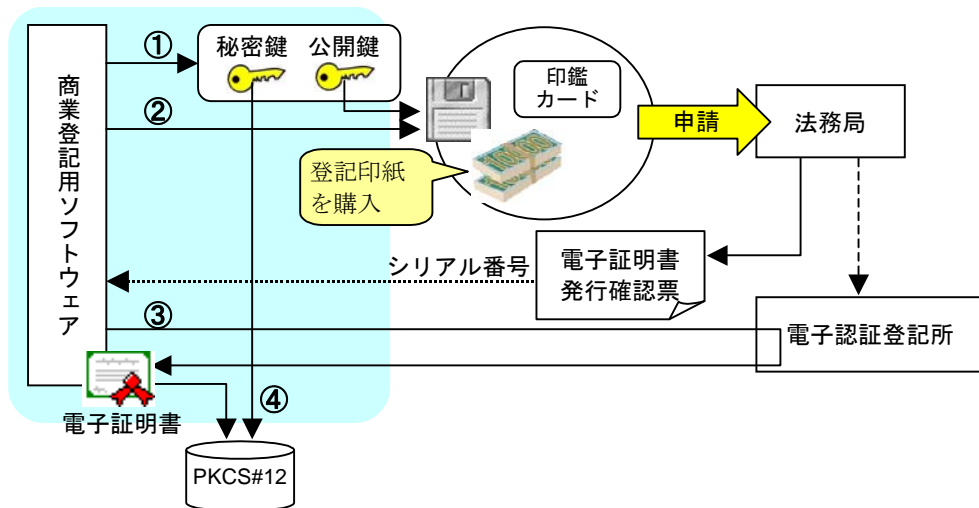 ①
秘密鍵
公開鍵
商業登記用ソフトウェア
②
印鑑
カード
申請
法務局
登記印紙
を購入
シリアル番号
電子証明書
発行確認票
③
電子認証登記所
④
電子証明書
PKCS#12